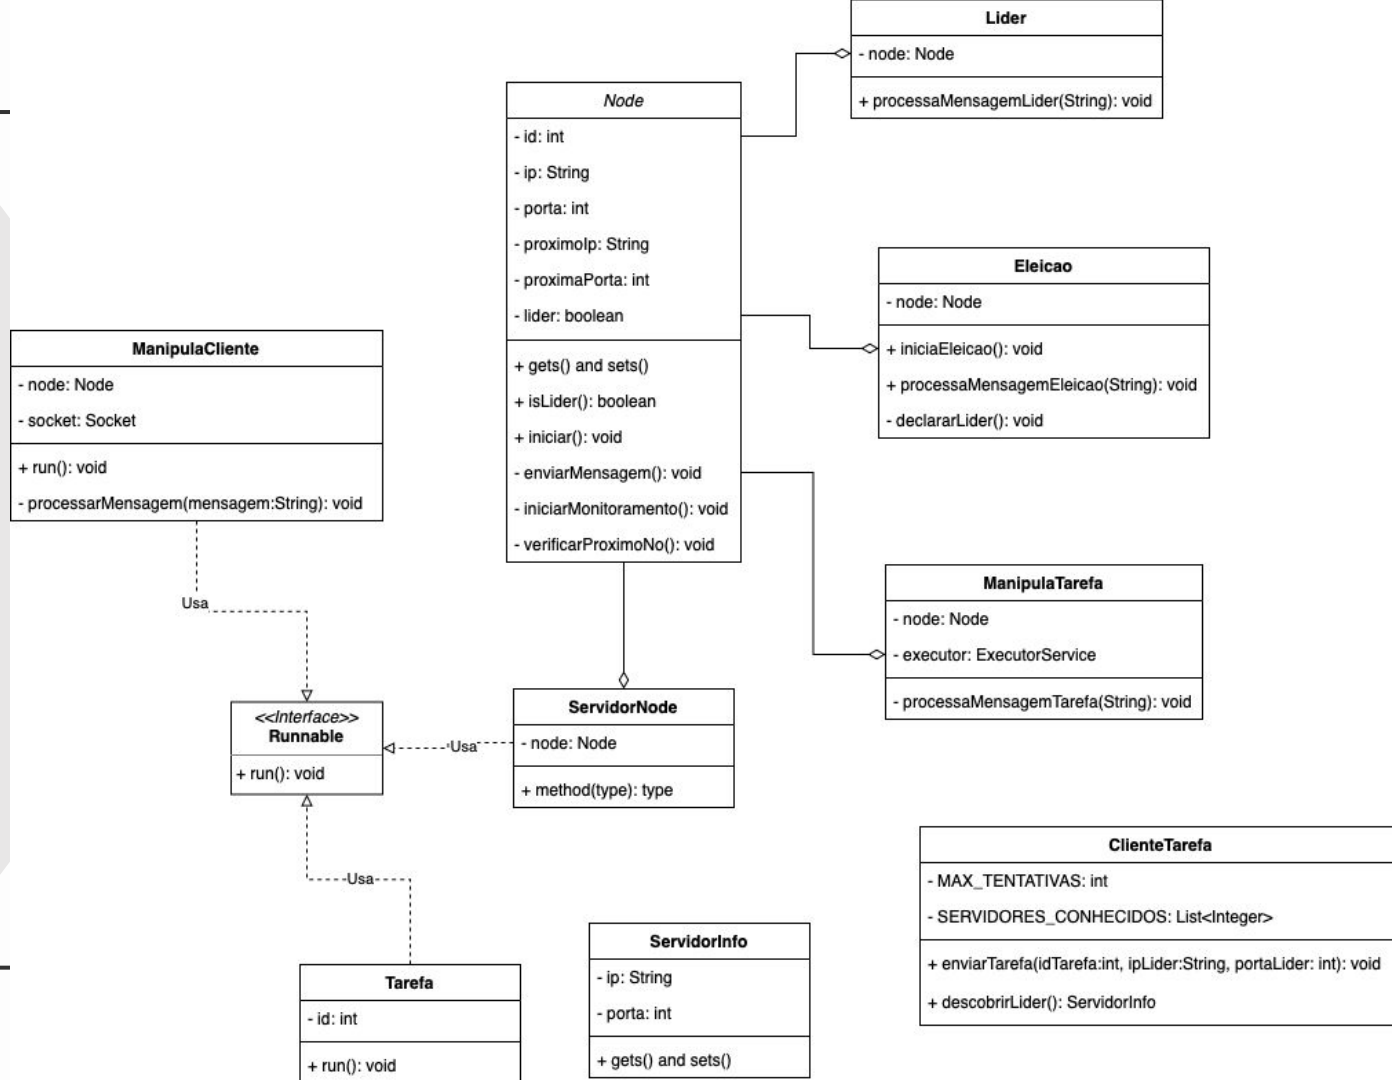 Lider
- node: Node
+ processaMensagemLider(String): void
Node
- id: int
- ip: String
- porta: int
- proximoIp: String
- proximaPorta: int
- lider: boolean
+ gets() and sets()
+ isLider(): boolean
+ iniciar(): void
- enviarMensagem(): void
- iniciarMonitoramento(): void
- verificarProximoNo(): void
Eleicao
- node: Node
+ iniciaEleicao(): void
+ processaMensagemEleicao(String): void
- declararLider(): void
ManipulaCliente
- node: Node
- socket: Socket
+ run(): void
- processarMensagem(mensagem:String): void
Usa
ManipulaTarefa
- node: Node
- executor: ExecutorService
- processaMensagemTarefa(String): void
<<Interface>>
Runnable
+ run(): void
Usa
ServidorNode
- node: Node
+ method(type): type
Usa
ClienteTarefa
- MAX_TENTATIVAS: int
- SERVIDORES_CONHECIDOS: List<Integer>
+ enviarTarefa(idTarefa:int, ipLider:String, portaLider: int): void
+ descobrirLider(): ServidorInfo
ServidorInfo
- ip: String
- porta: int
+ gets() and sets()
Tarefa
- id: int
+ run(): void